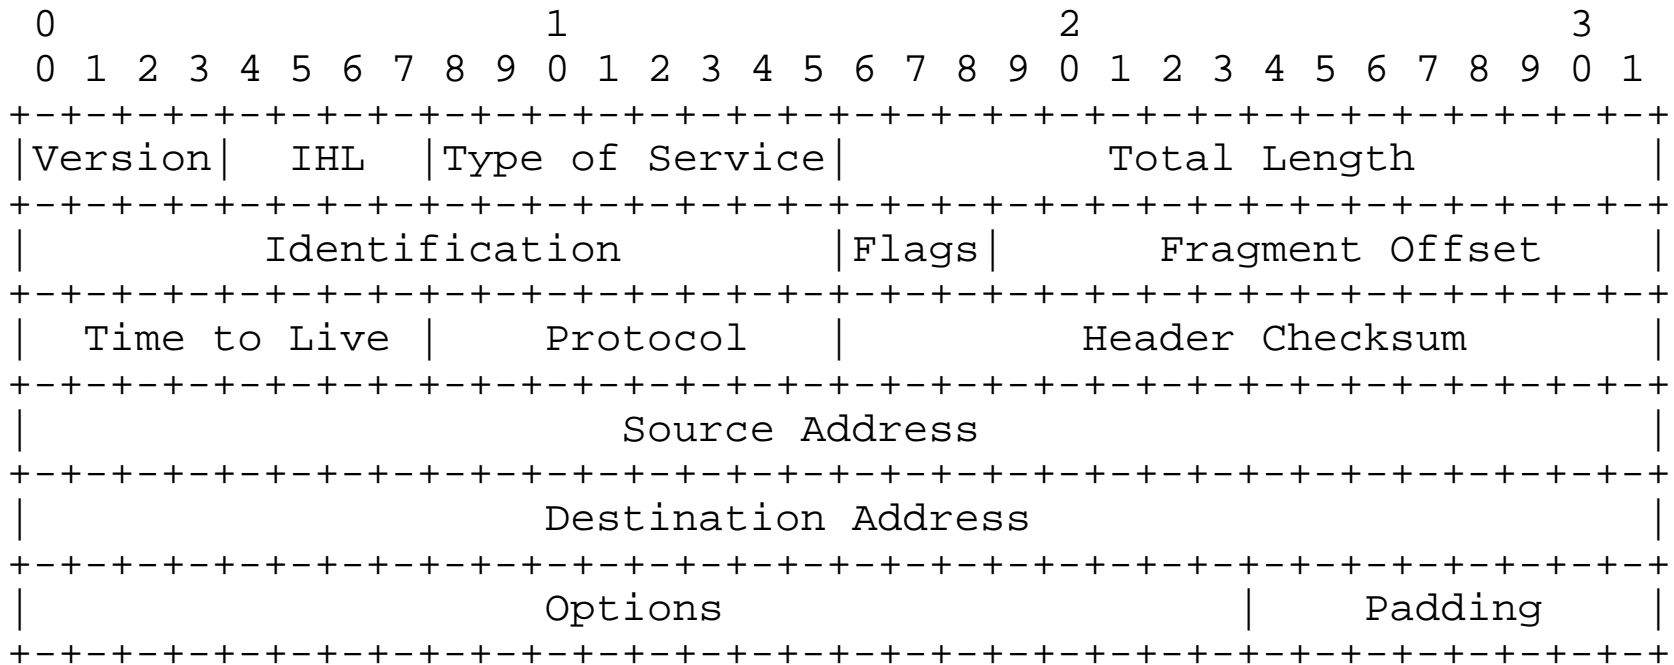 0                   1                   2                   3
 0 1 2 3 4 5 6 7 8 9 0 1 2 3 4 5 6 7 8 9 0 1 2 3 4 5 6 7 8 9 0 1
+-+-+-+-+-+-+-+-+-+-+-+-+-+-+-+-+-+-+-+-+-+-+-+-+-+-+-+-+-+-+-+-+
|Version|  IHL  |Type of Service|          Total Length         |
+-+-+-+-+-+-+-+-+-+-+-+-+-+-+-+-+-+-+-+-+-+-+-+-+-+-+-+-+-+-+-+-+
|         Identification        |Flags|      Fragment Offset    |
+-+-+-+-+-+-+-+-+-+-+-+-+-+-+-+-+-+-+-+-+-+-+-+-+-+-+-+-+-+-+-+-+
|  Time to Live |    Protocol   |         Header Checksum       |
+-+-+-+-+-+-+-+-+-+-+-+-+-+-+-+-+-+-+-+-+-+-+-+-+-+-+-+-+-+-+-+-+
|                       Source Address                          |
+-+-+-+-+-+-+-+-+-+-+-+-+-+-+-+-+-+-+-+-+-+-+-+-+-+-+-+-+-+-+-+-+
|                    Destination Address                        |
+-+-+-+-+-+-+-+-+-+-+-+-+-+-+-+-+-+-+-+-+-+-+-+-+-+-+-+-+-+-+-+-+
|                    Options                    |    Padding    |
+-+-+-+-+-+-+-+-+-+-+-+-+-+-+-+-+-+-+-+-+-+-+-+-+-+-+-+-+-+-+-+-+